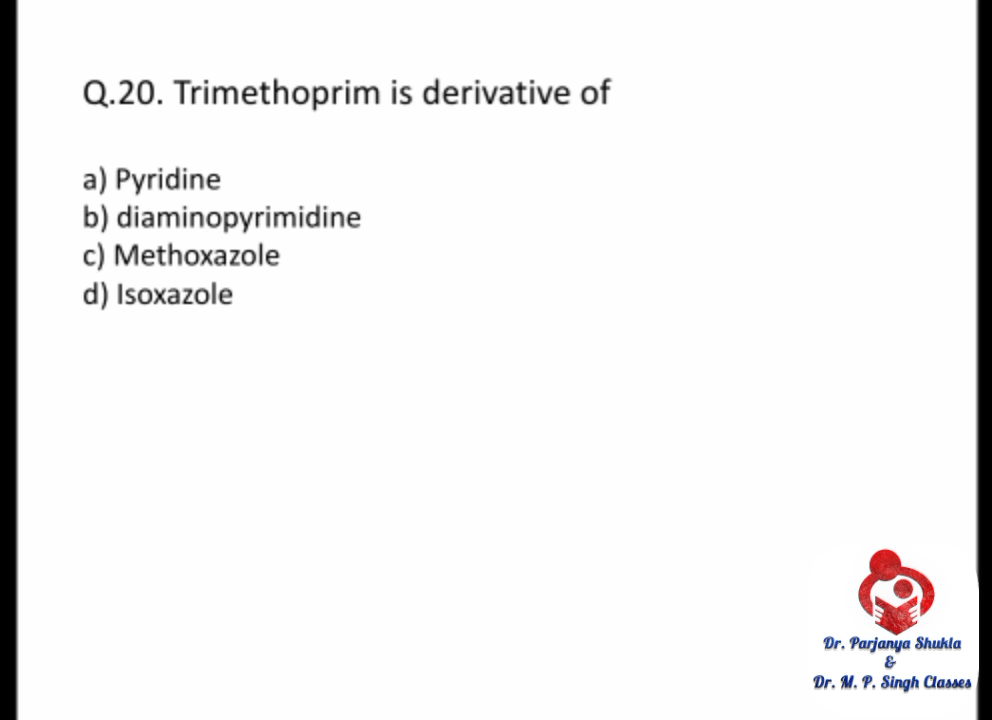 Q.20. Trimethoprim is derivative of
a) Pyridine
b) diaminopyrimidine
c) Methoxazole
d) Isoxazole
Dr. Parjanya Shukla
&
Dr. M. P. Singh Classes